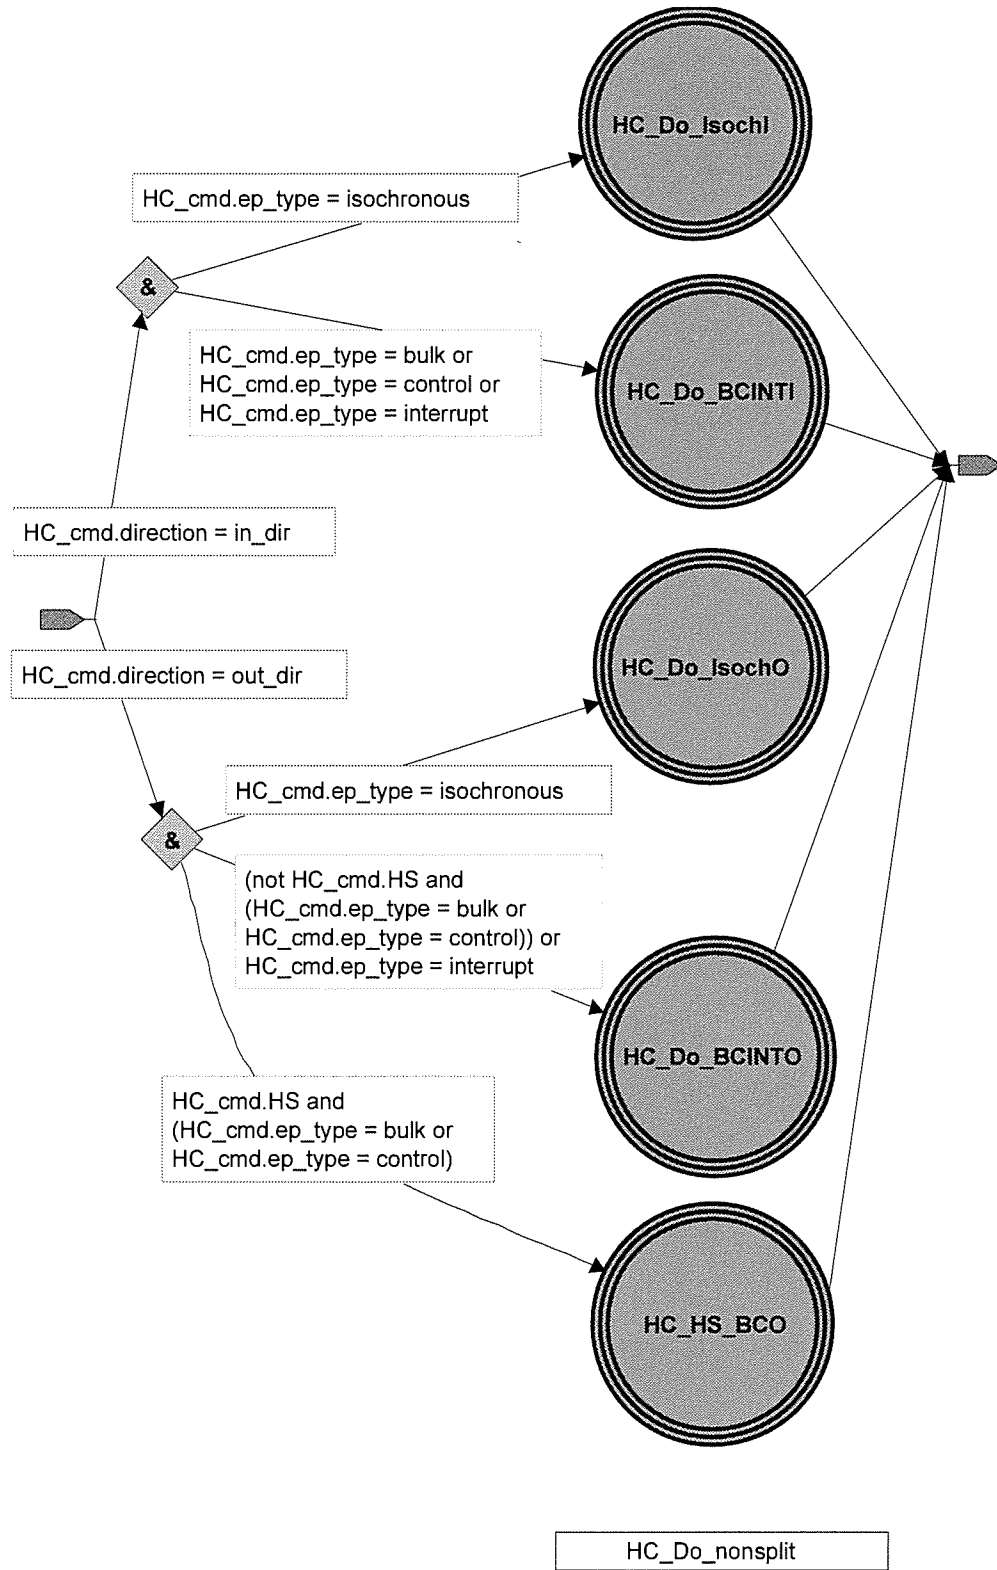 HC_Do_IsochI
HC_cmd.ep_type = isochronous
&
HC_cmd.ep_type = bulk or
HC_cmd.ep_type = control or
HC_cmd.ep_type = interrupt
HC_Do_BCINTI
HC_cmd.direction = in_dir
HC_cmd.direction = out_dir
HC_Do_IsochO
HC_cmd.ep_type = isochronous
&
(not HC_cmd.HS and
(HC_cmd.ep_type = bulk or
HC_cmd.ep_type = control)) or
HC_cmd.ep_type = interrupt
HC_Do_BCINTO
HC_cmd.HS and
(HC_cmd.ep_type = bulk or
HC_cmd.ep_type = control)
HC_HS_BCO
HC_Do_nonsplit